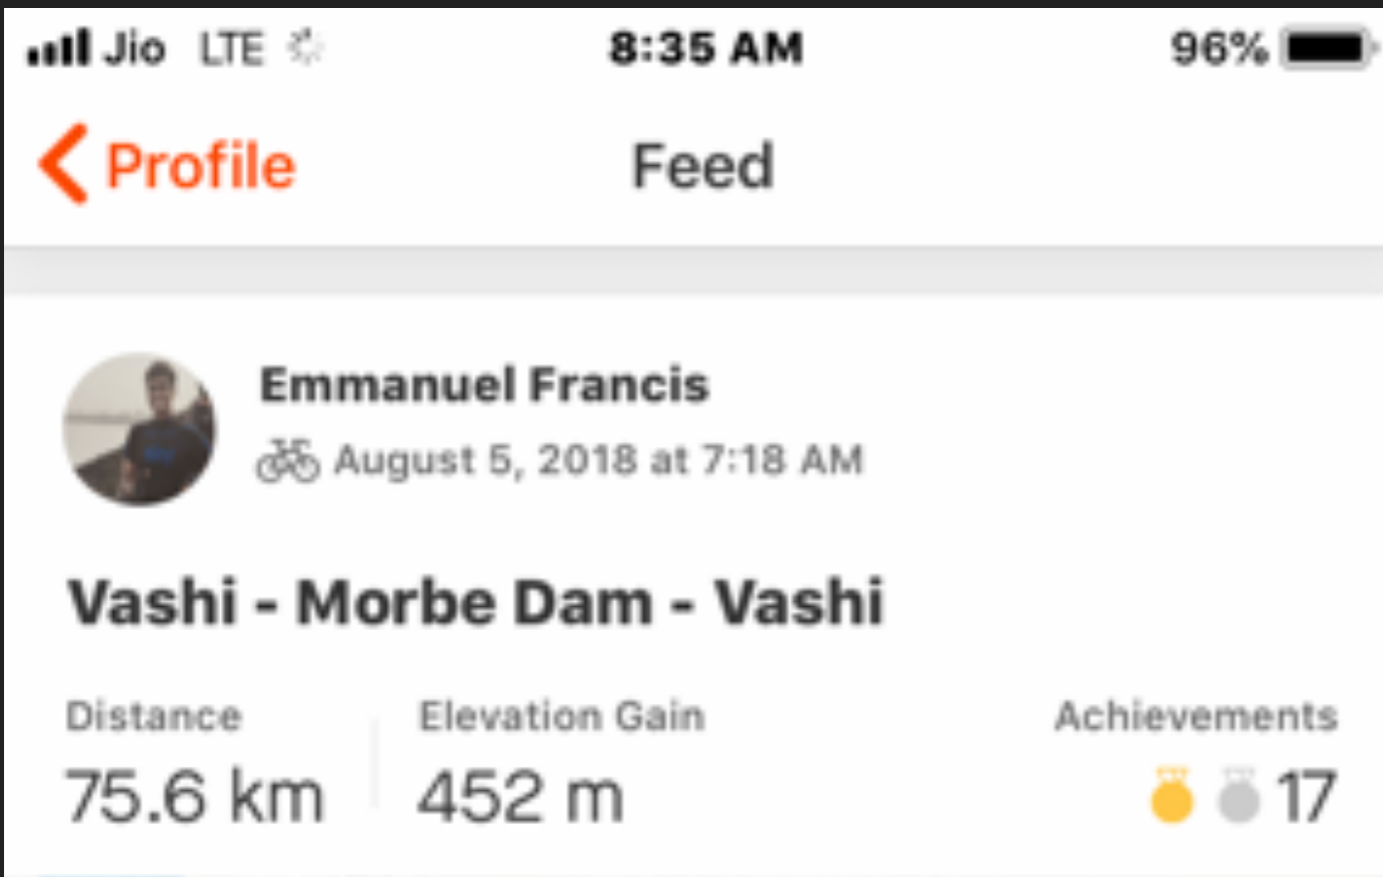 Jio LTE 8:35 AM 96%
Profile Feed
Emmanuel Francis
August 5, 2018 at 7:18 AM
Vashi - Morbe Dam - Vashi
Distance Elevation Gain Achievements
75.6 km 452 m 17